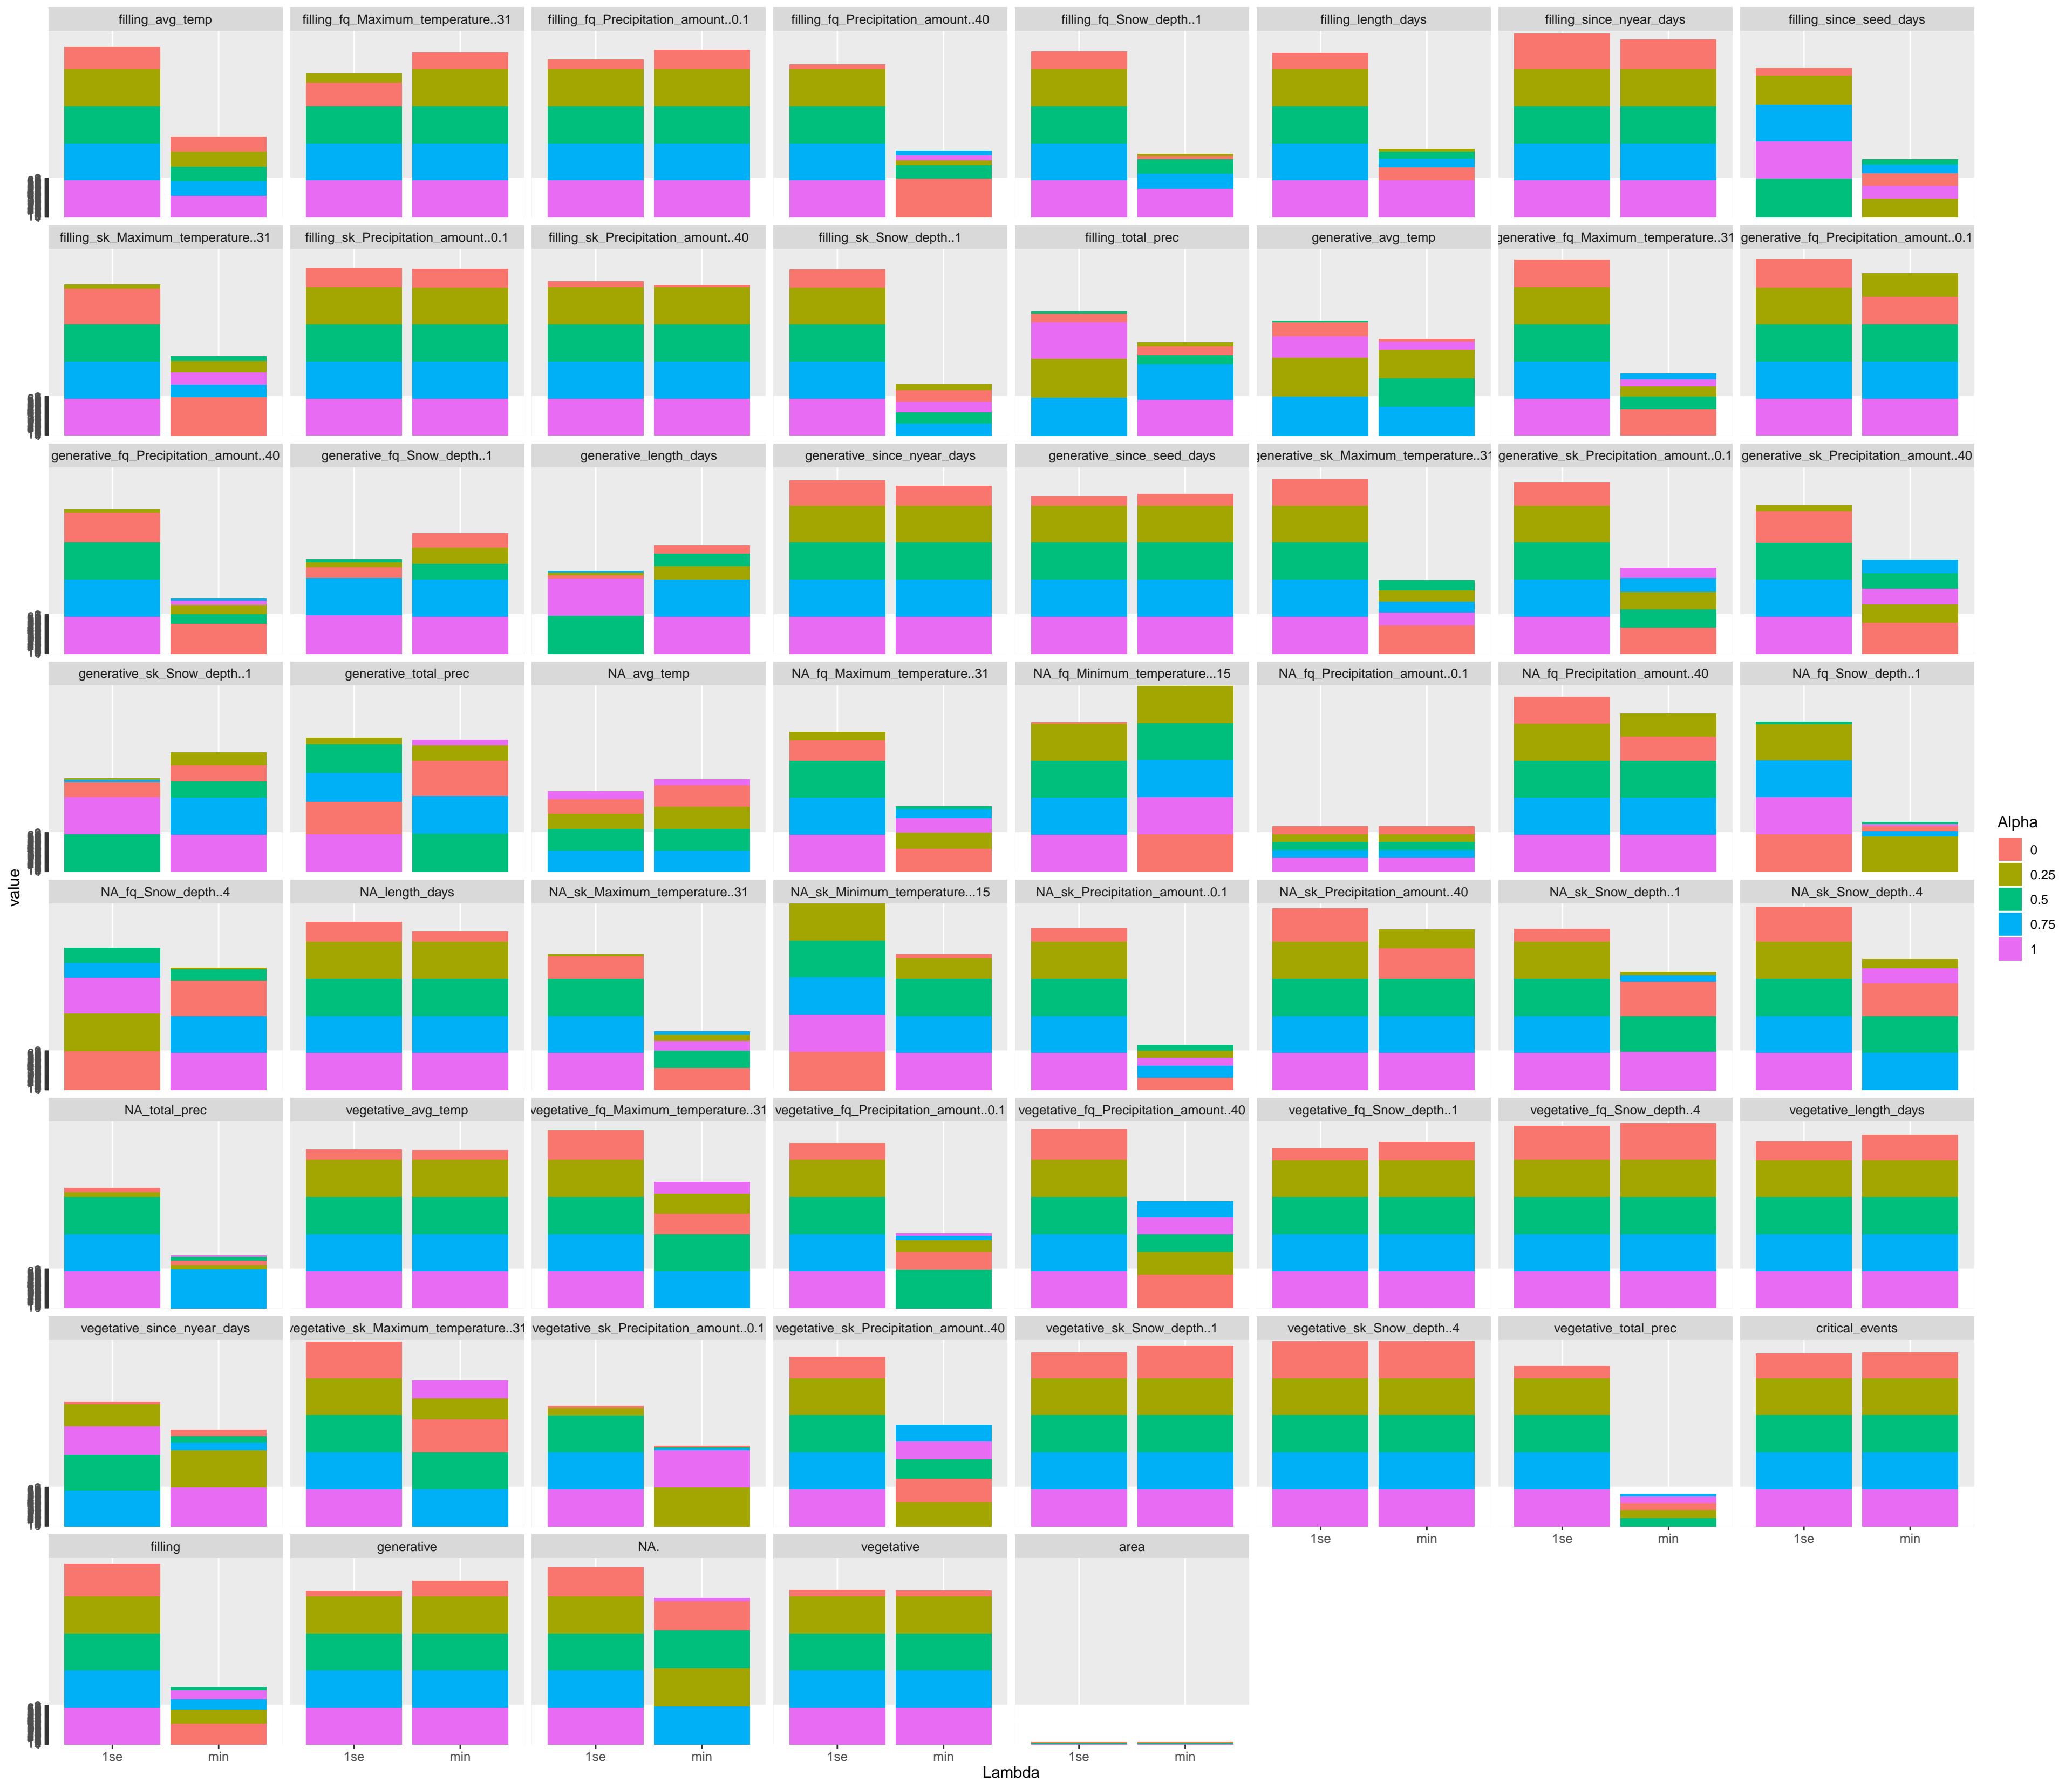 filling_avg_temp
filling_fq_Maximum_temperature..31
filling_fq_Precipitation_amount..0.1
filling_fq_Precipitation_amount..40
filling_fq_Snow_depth..1
filling_length_days
filling_since_nyear_days
filling_since_seed_days
filling_sk_Maximum_temperature..31
filling_sk_Precipitation_amount..0.1
filling_sk_Precipitation_amount..40
filling_sk_Snow_depth..1
filling_total_prec
generative_avg_temp
generative_fq_Maximum_temperature..31
generative_fq_Precipitation_amount..0.1
generative_fq_Precipitation_amount..40
generative_fq_Snow_depth..1
generative_length_days
generative_since_nyear_days
generative_since_seed_days
generative_sk_Maximum_temperature..31
generative_sk_Precipitation_amount..0.1
generative_sk_Precipitation_amount..40
generative_sk_Snow_depth..1
generative_total_prec
NA_avg_temp
NA_fq_Maximum_temperature..31
NA_fq_Minimum_temperature...15
NA_fq_Precipitation_amount..0.1
NA_fq_Precipitation_amount..40
NA_fq_Snow_depth..1
NA_fq_Snow_depth..4
NA_length_days
NA_sk_Maximum_temperature..31
NA_sk_Minimum_temperature...15
NA_sk_Precipitation_amount..0.1
NA_sk_Precipitation_amount..40
NA_sk_Snow_depth..1
NA_sk_Snow_depth..4
NA_total_prec
vegetative_avg_temp
vegetative_fq_Maximum_temperature..31
vegetative_fq_Precipitation_amount..0.1
vegetative_fq_Precipitation_amount..40
vegetative_fq_Snow_depth..1
vegetative_fq_Snow_depth..4
vegetative_length_days
vegetative_since_nyear_days
vegetative_sk_Maximum_temperature..31
vegetative_sk_Precipitation_amount..0.1
vegetative_sk_Precipitation_amount..40
vegetative_sk_Snow_depth..1
vegetative_sk_Snow_depth..4
vegetative_total_prec
critical_events
1se min
1se min
1se min
filling
generative
NA.
vegetative
area
1se min
1se min
1se min
1se min
1se min
Lambda
value
Alpha
0
0.25
0.5
0.75
1